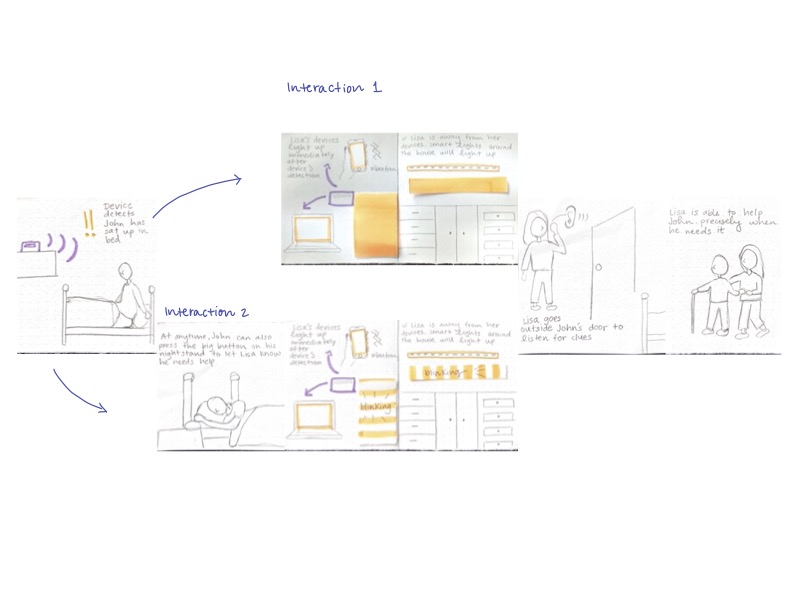 Interaction 1
Device
detects
John has
sat up in
bed
Lisa's devices
light up
immediately
after
device's
detection
vibration
If Lisa is away from her
devices smart lights around
the house will light up
Interaction 2
At anytime, John can also
press the big button on his
nightstand to let Lisa know
he needs help
Lisa's devices
light up
immediately
after
device's
detection
vibration
blinking
If Lisa is away from her
devices smart lights around
the house will light up
blinking
Lisa goes
outside John's door to
listen for clues
Lisa is able to help
John precisely when
he needs it